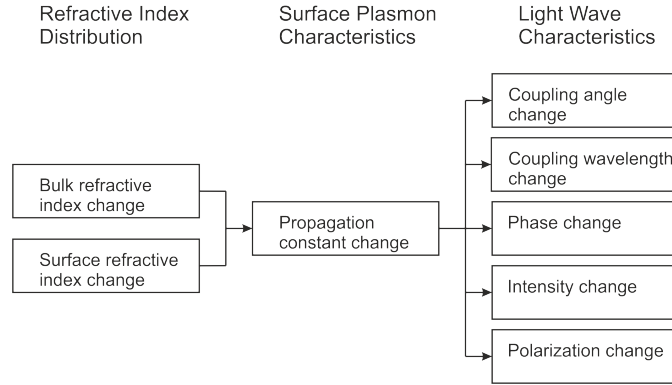 Refractive Index
Distribution
Surface Plasmon
Characteristics
Light Wave
Characteristics
Bulk refractive
index change
Surface refractive
index change
Propagation
constant change
Coupling angle
change
Coupling wavelength
change
Phase change
Intensity change
Polarization change